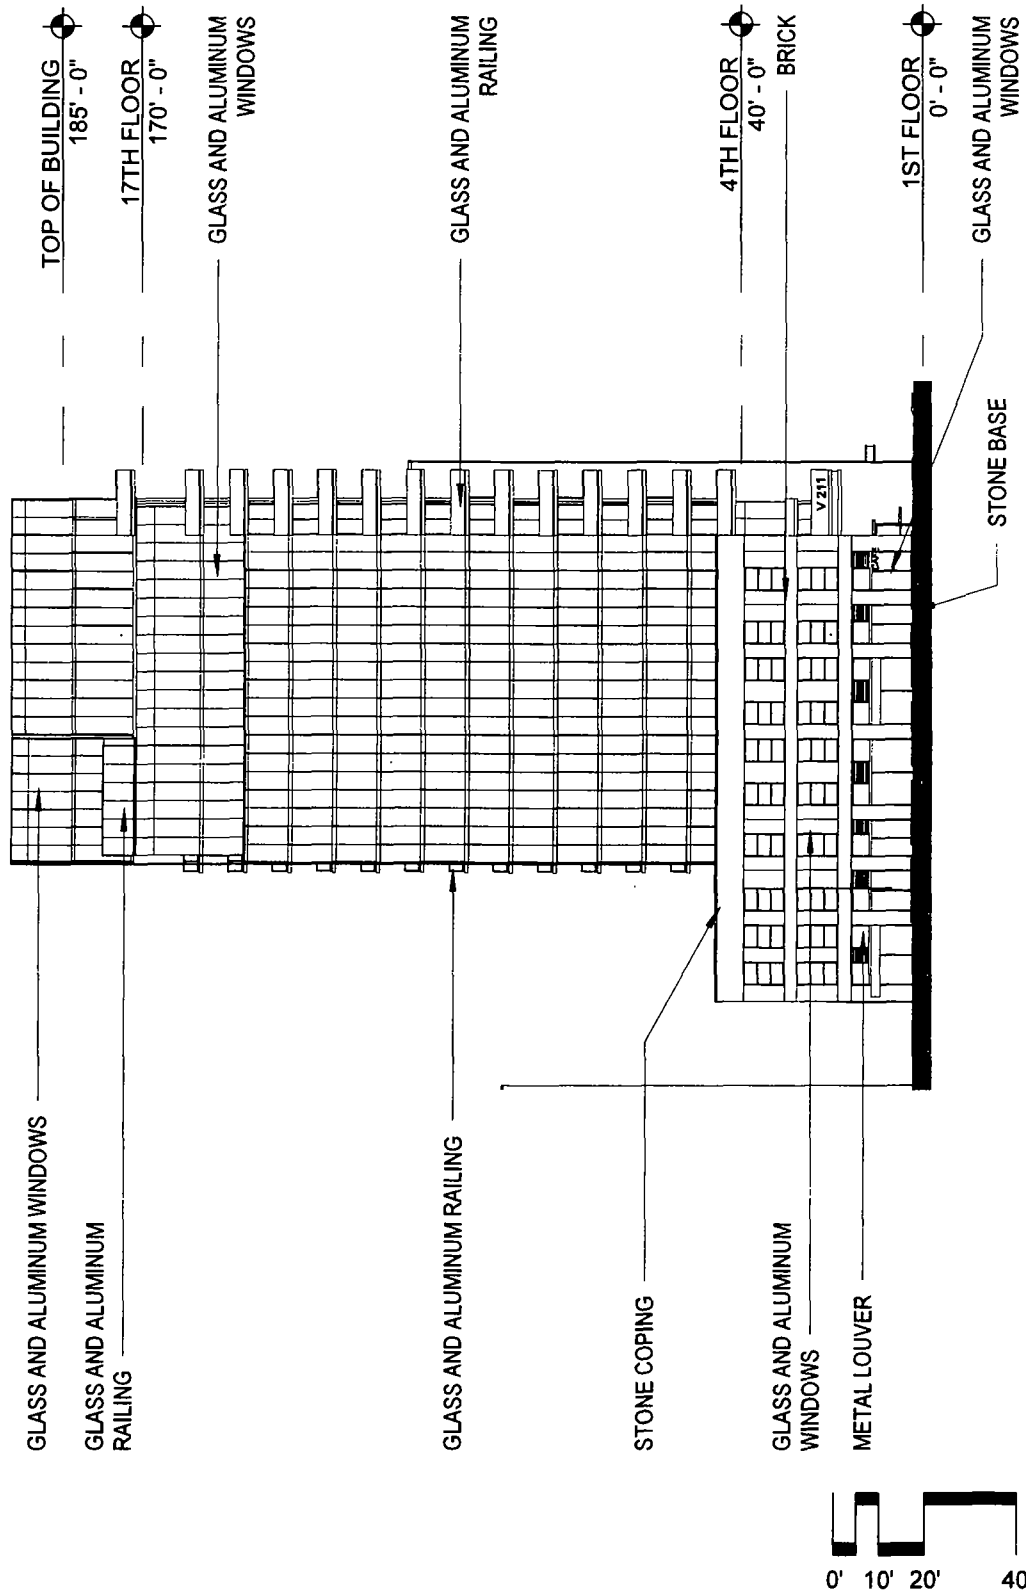 TOP OF BUILDING
185' - 0"
17TH FLOOR
170' - 0"
GLASS AND ALUMINUM
WINDOWS
GLASS AND ALUMINUM
RAILING
4TH FLOOR
40' - 0"
BRICK
1ST FLOOR
0' - 0"
GLASS AND ALUMINUM
WINDOWS
STONE BASE
V 211
GLASS AND ALUMINUM WINDOWS
GLASS AND ALUMINUM
RAILING
GLASS AND ALUMINUM RAILING
STONE COPING
GLASS AND ALUMINUM
WINDOWS
METAL LOUVER
0' 10' 20' 40